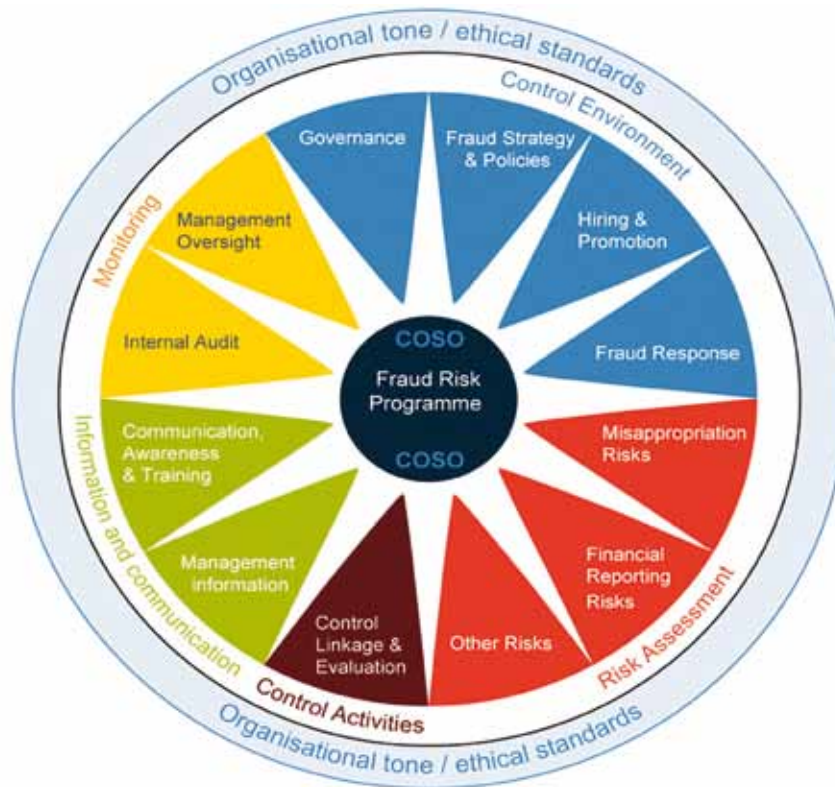 Organisational tone / ethical standards
Control Environment
Governance
Fraud Strategy
& Policies
Hiring &
Promotion
Fraud Response
Misappropriation
Risks
Financial
Reporting
Risks
Risk Assessment
Other Risks
Control
Linkage &
Evaluation
Control Activities
Management
information
Communication,
Awareness
& Training
Information and communication
Internal Audit
Management
Oversight
Monitoring
COSO
Fraud Risk
Programme
COSO
Organisational tone / ethical standards